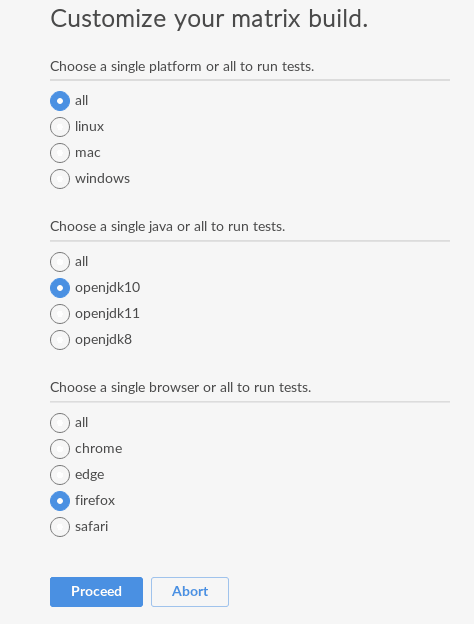 Customize your matrix build.
Choose a single platform or all to run tests.
all
linux
mac
windows
Choose a single java or all to run tests.
all
openjdk10
openjdk11
openjdk8
Choose a single browser or all to run tests.
all
chrome
edge
firefox
safari
Proceed Abort